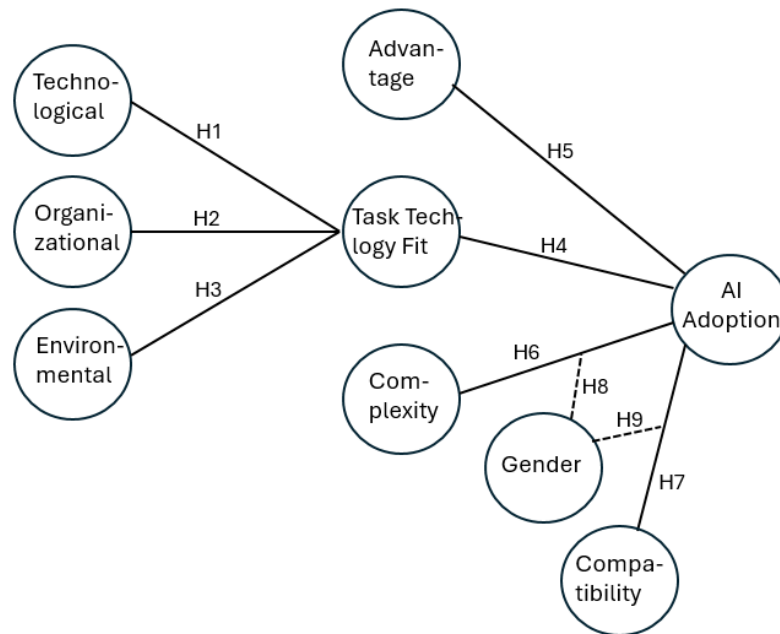 Techno-
logical
H1
Organi-
zational
H2
Environ-
mental
H3
Advan-
tage
H5
Task Tech-
logy Fit
H4
AI
Adoption
Com-
plexity
H6
H8
H9
Gender
H7
Compa-
tibility